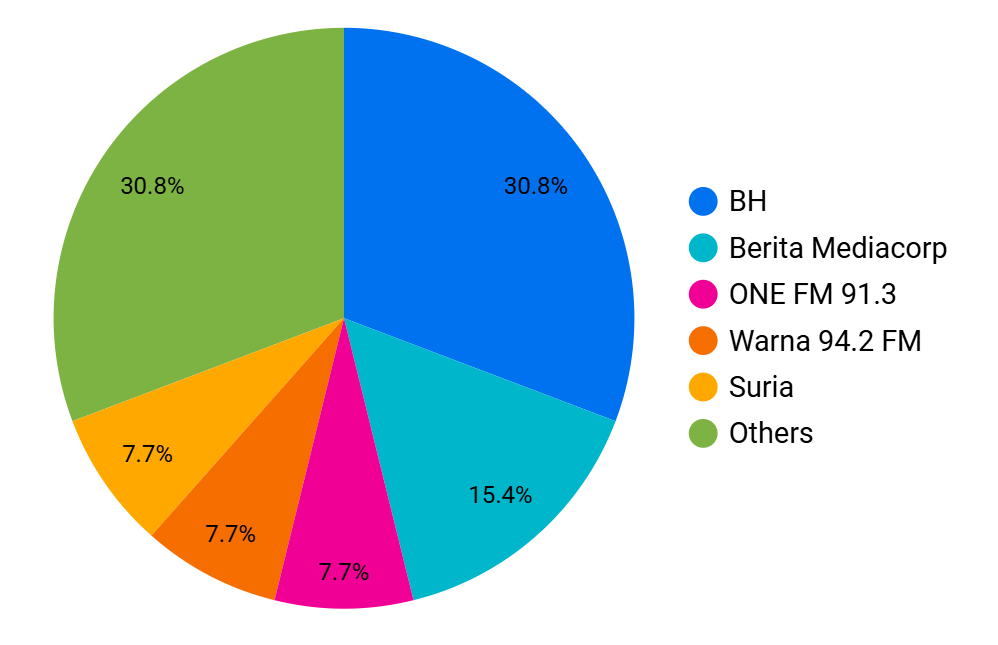 30.8%
30.8%
7.7%
15.4%
7.7%
7.7%
BH
Berita Mediacorp
ONE FM 91.3
Warna 94.2 FM
Suria
Others